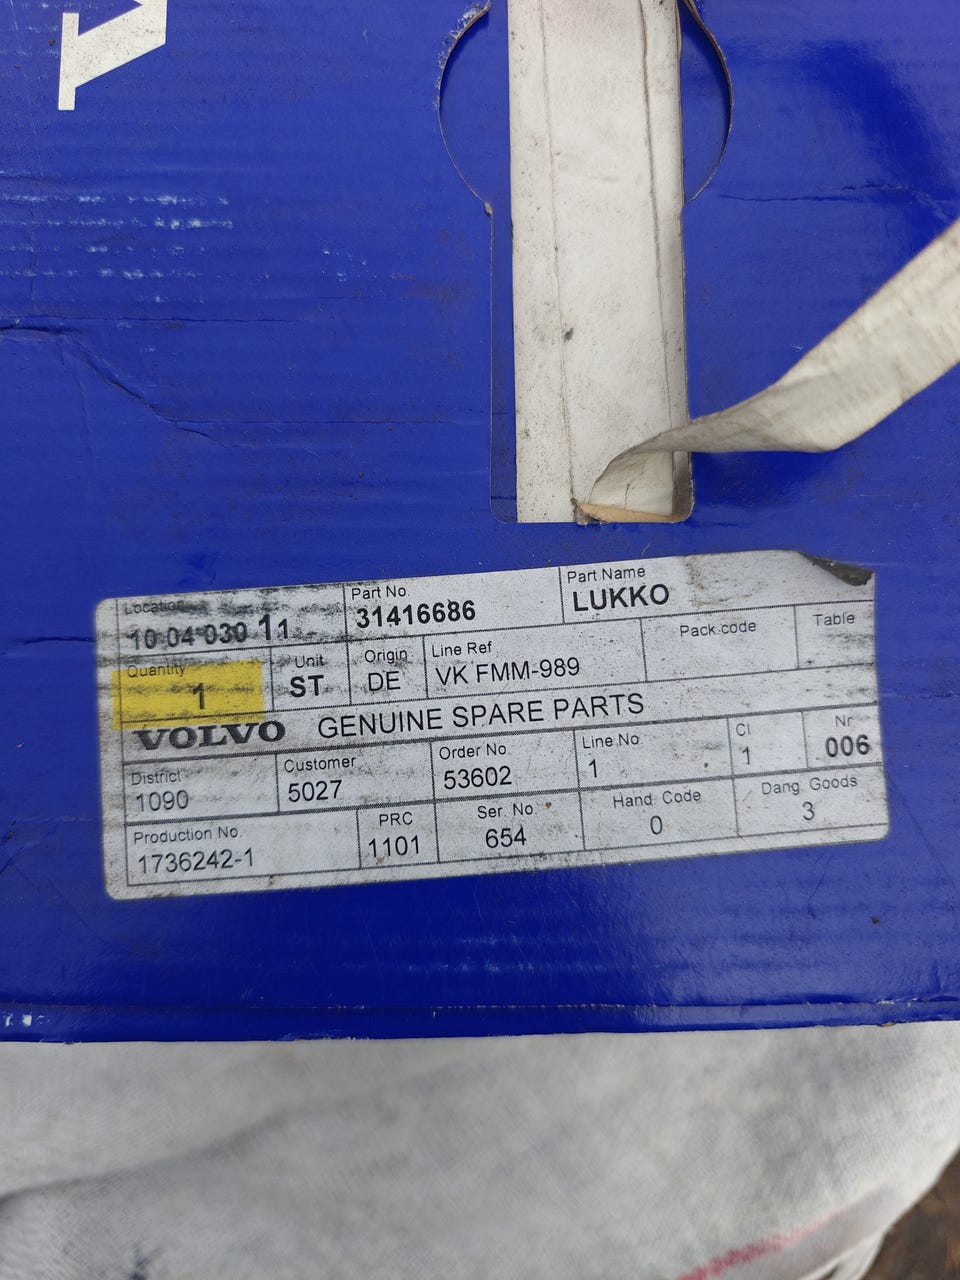 Location Part No. Part Name
10 04 030 11 31416686 LUKKO
Quantity Unit Origin Line Ref Pack code Table
1 ST DE VK FMM-989
VOLVO GENUINE SPARE PARTS
District Customer Order No. Line No. Cl Nr
1090 5027 53602 1 1 006
Production No. PRC Ser. No. Hand. Code Dang. Goods
1736242-1 1101 654 0 3